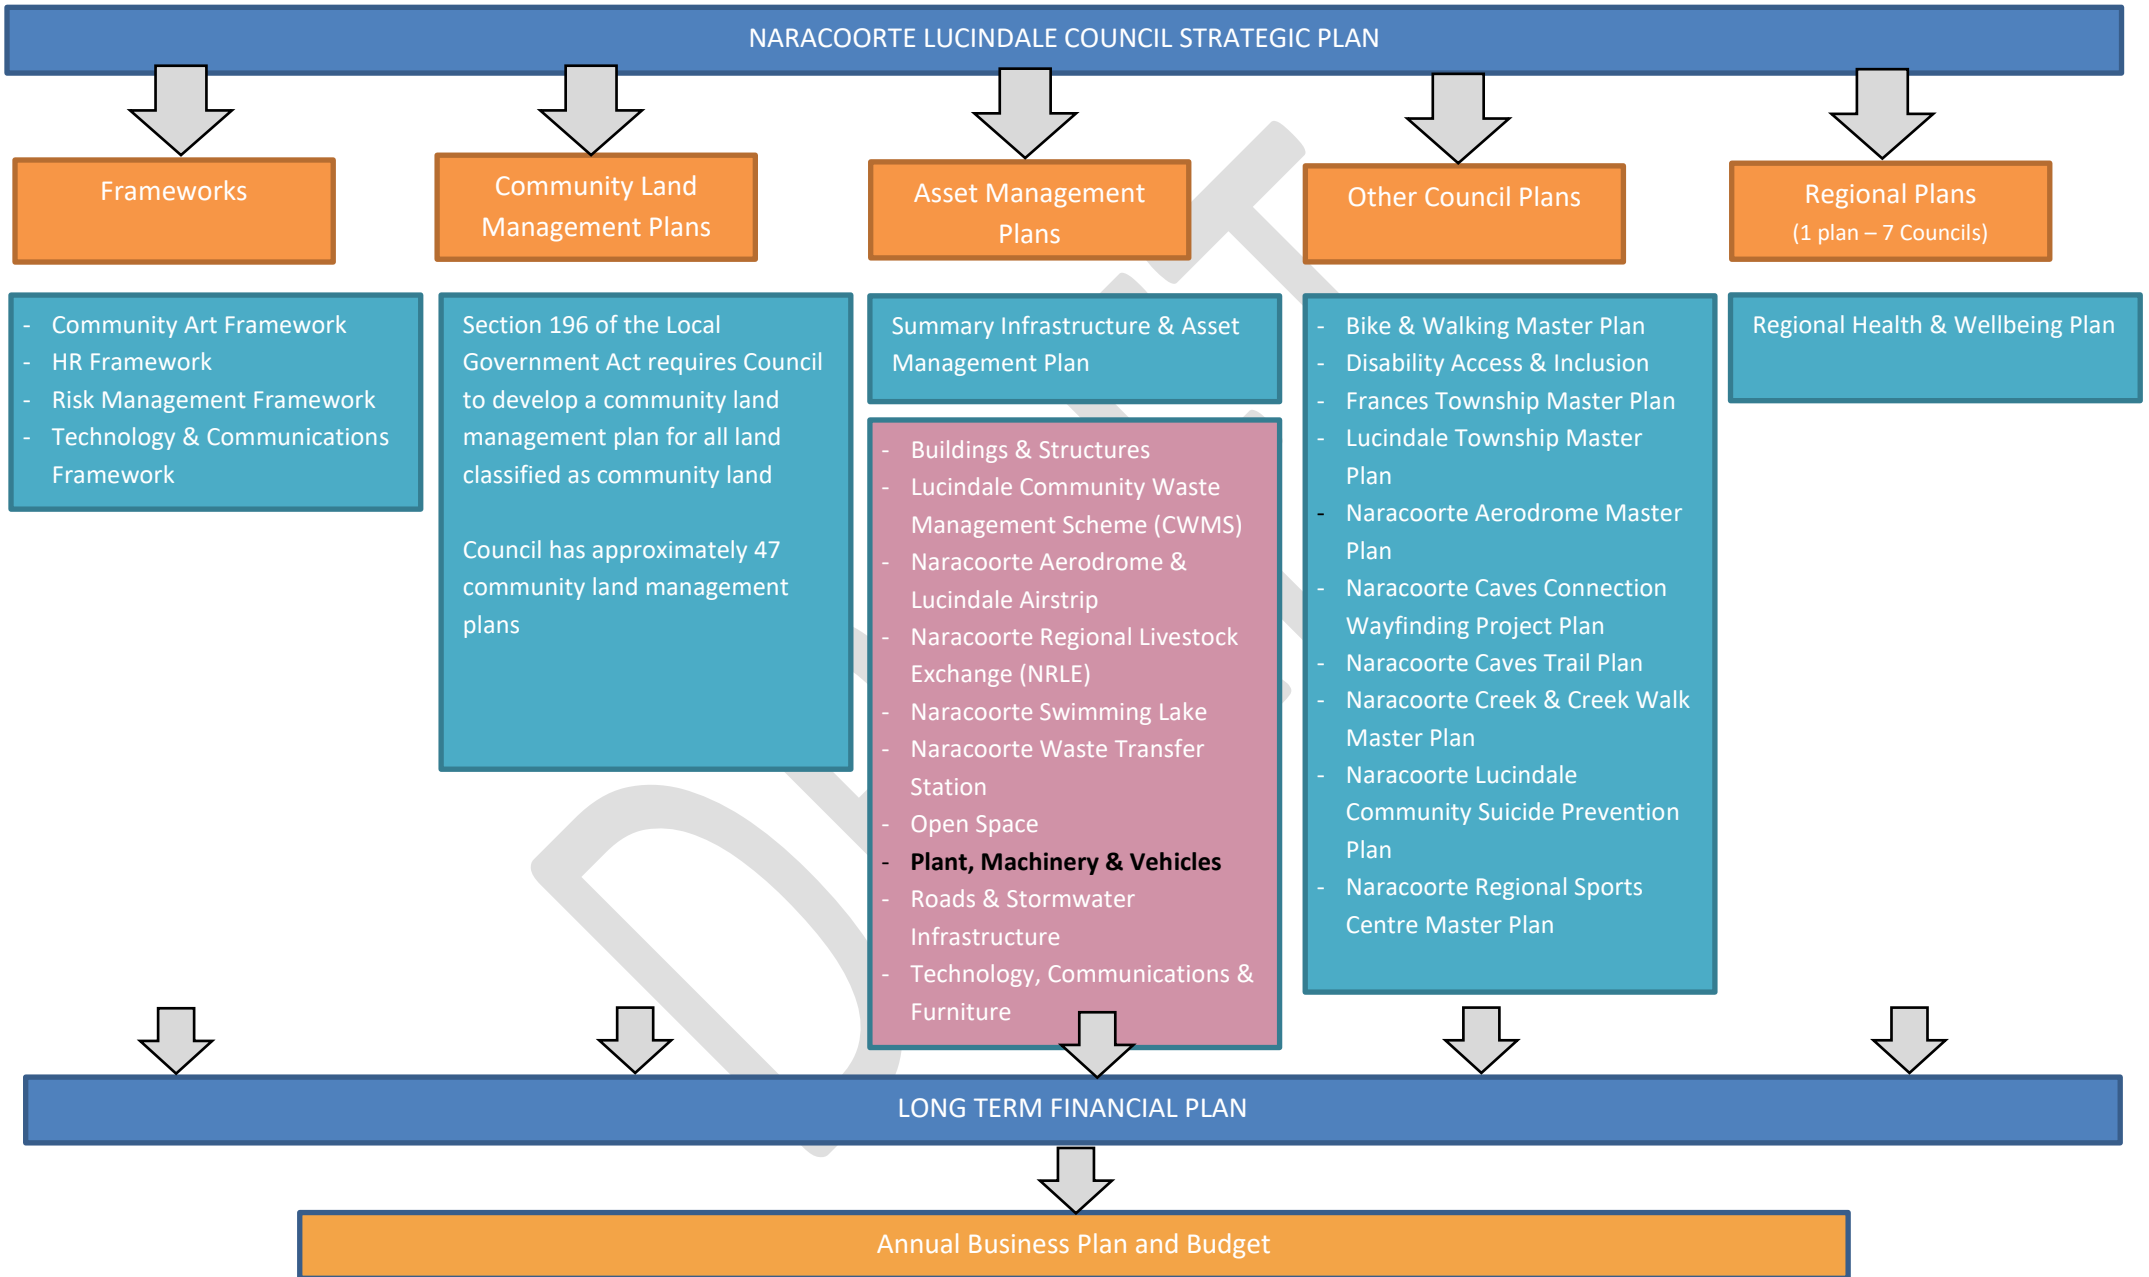 NARACOORTE LUCINDALE COUNCIL STRATEGIC PLAN
Frameworks
Community Land
Management Plans
Asset Management
Plans
Other Council Plans
Regional Plans
(1 plan – 7 Councils)
- Community Art Framework
- HR Framework
- Risk Management Framework
- Technology & Communications
Framework
Section 196 of the Local
Government Act requires Council
to develop a community land
management plan for all land
classified as community land
Council has approximately 47
community land management
plans
Summary Infrastructure & Asset
Management Plan
- Buildings & Structures
- Lucindale Community Waste
Management Scheme (CWMS)
- Naracoorte Aerodrome &
Lucindale Airstrip
- Naracoorte Regional Livestock
Exchange (NRLE)
- Naracoorte Swimming Lake
- Naracoorte Waste Transfer
Station
- Open Space
- Plant, Machinery & Vehicles
- Roads & Stormwater
Infrastructure
- Technology, Communications &
Furniture
- Bike & Walking Master Plan
- Disability Access & Inclusion
- Frances Township Master Plan
- Lucindale Township Master
Plan
- Naracoorte Aerodrome Master
Plan
- Naracoorte Caves Connection
Wayfinding Project Plan
- Naracoorte Caves Trail Plan
- Naracoorte Creek & Creek Walk
Master Plan
- Naracoorte Lucindale
Community Suicide Prevention
Plan
- Naracoorte Regional Sports
Centre Master Plan
Regional Health & Wellbeing Plan
LONG TERM FINANCIAL PLAN
Annual Business Plan and Budget
DRAFT